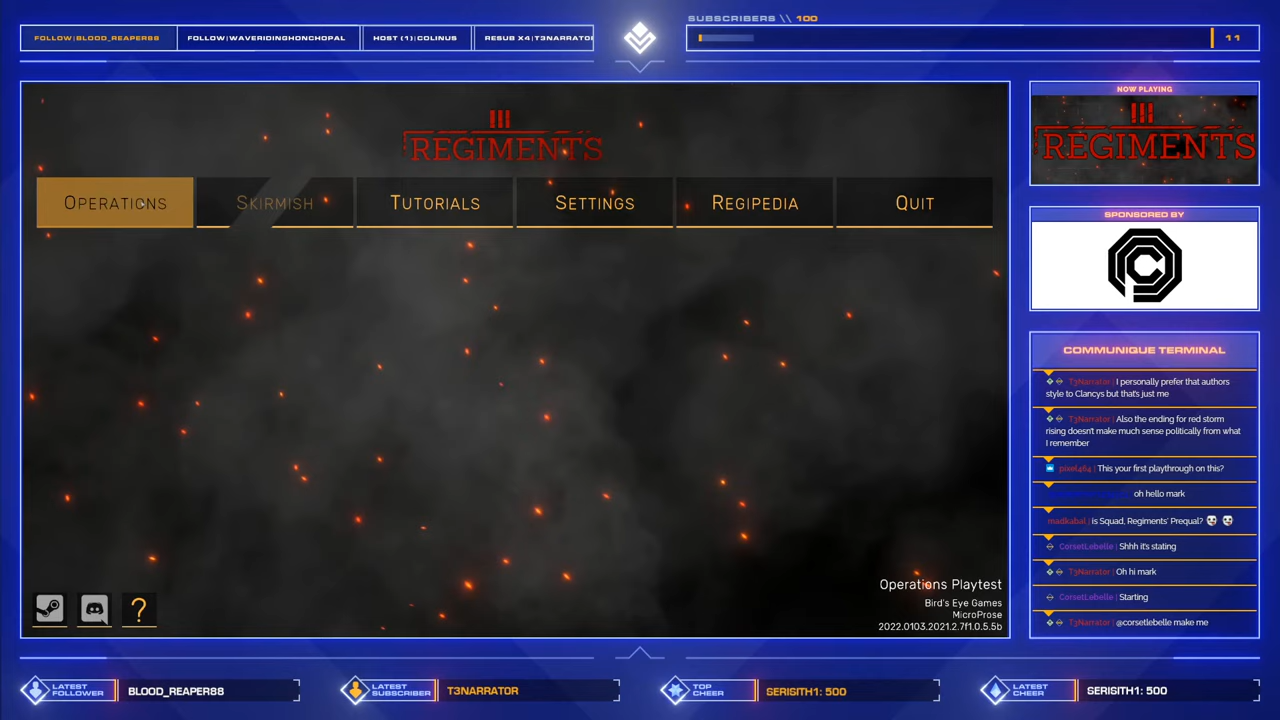 SUBSCRIBERS \\ 100
FOLLOW|BLOOD_REAPER88
FOLLOW|WAVERIDINGHONCHOPAL
HOST (1)|COLINUS
RESUB X4|T3NARRATO
11
III
REGIMENTS
OPERATIONS
SKIRMISH
TUTORIALS
SETTINGS
REGIPEDIA
QUIT
?
Operations Playtest
Bird's Eye Games
MicroProse
2022.0103.2021.2.7f1.0.5.5b
NOW PLAYING
III
REGIMENTS
SPONSORED BY
COMMUNIQUE TERMINAL
T3Narrator | I personally prefer that authors
style to Clancys but that's just me
T3Narrator | Also the ending for red storm
rising doesn't make much sense politically from what
I remember
pixel464 | This your first playthrough on this?
oh hello mark
madkabal | is Squad, Regiments' Prequal?
CorsetLebelle | Shhh it's stating
T3Narrator | Oh hi mark
CorsetLebelle | Starting
T3Narrator | @corsetlebelle make me
LATEST
FOLLOWER
BLOOD_REAPER88
LATEST
SUBSCRIBER
T3NARRATOR
TOP
CHEER
SERISITH1: 500
LATEST
CHEER
SERISITH1: 500